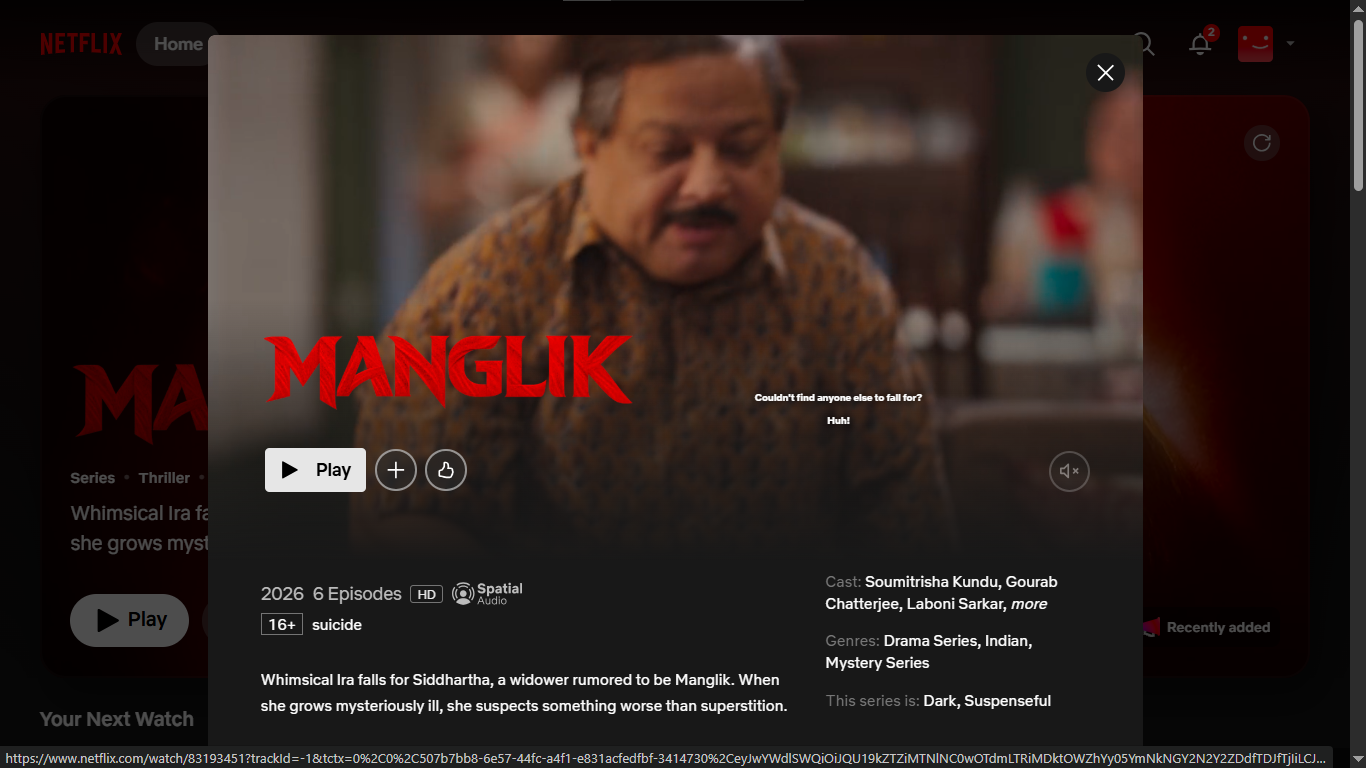 NETFLIX
Home
2
MANGLIK
Couldn't find anyone else to fall for?
Huh!
Play
MA
Series • Thriller •
Whimsical Ira fa
she grows myst
Play
2026 6 Episodes HD Spatial Audio
16+ suicide
Whimsical Ira falls for Siddhartha, a widower rumored to be Manglik. When
she grows mysteriously ill, she suspects something worse than superstition.
Cast: Soumitrisha Kundu, Gourab
Chatterjee, Laboni Sarkar, more
Genres: Drama Series, Indian,
Mystery Series
This series is: Dark, Suspenseful
Recently added
Your Next Watch
https://www.netflix.com/watch/83193451?trackId=-1&tctx=0%2C0%2C507b7bb8-6e57-44fc-a4f1-e831acfedfbf-3414730%2CeyJwYWdlSWQiOiJQU19kZTZiMTNlNC0wOTdmLTRiMDktOWZhYy05YmNkNGY2N2Y2ZDdfTDJfTjIiLCJ...